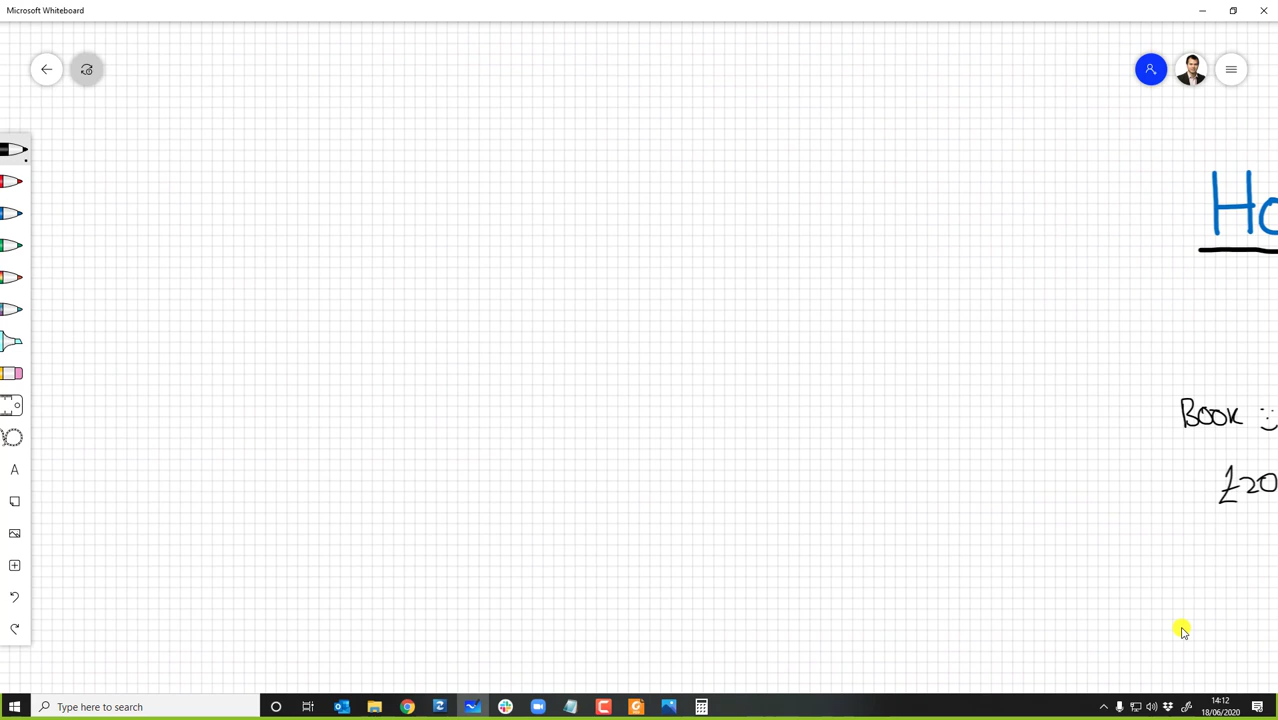 Microsoft Whiteboard
Ho
Book :)
£20
A
Type here to search
14:12
18/06/2020